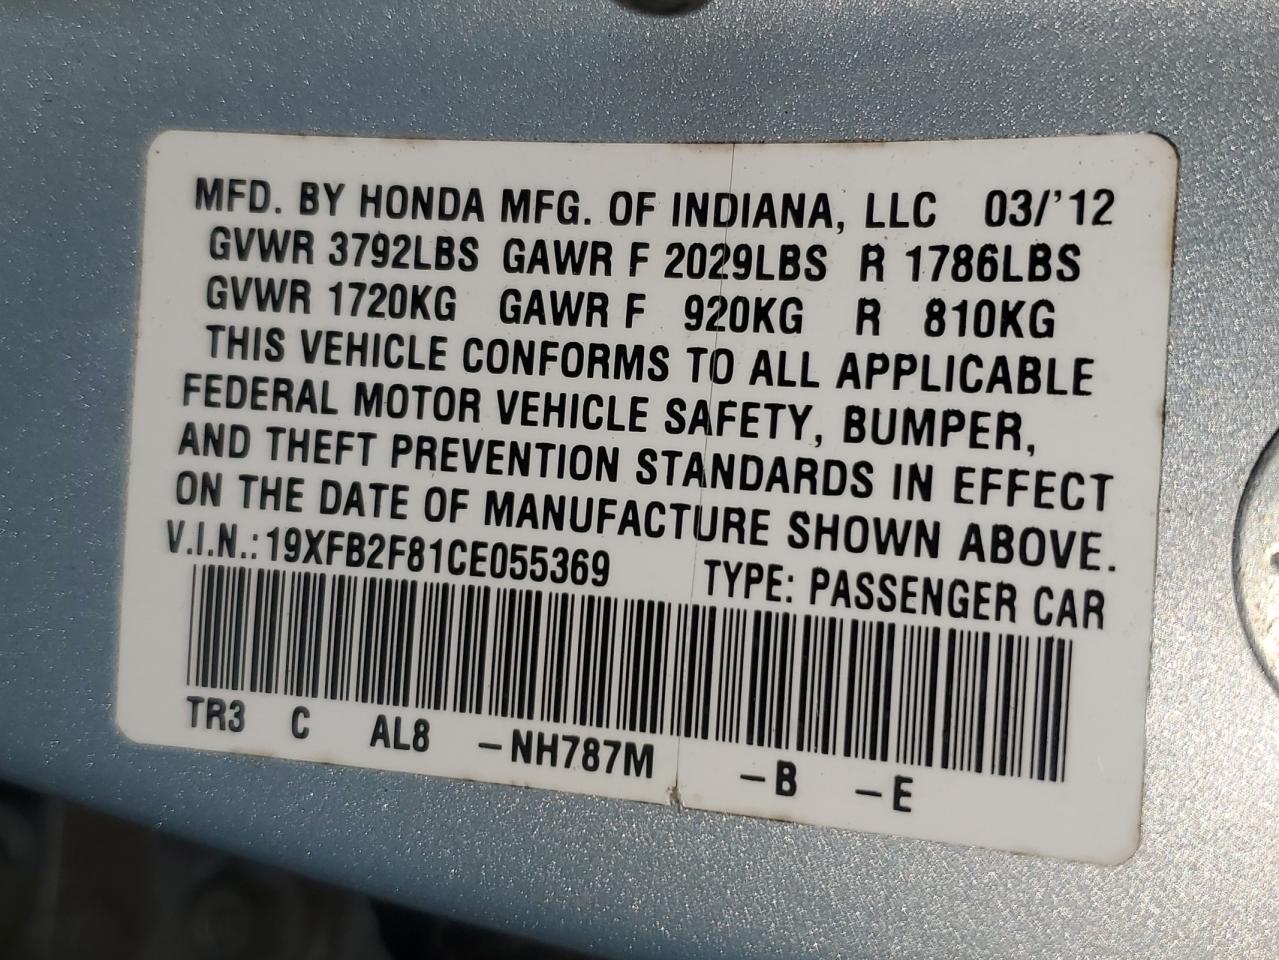 MFD. BY HONDA MFG. OF INDIANA, LLC 03/'12
GVWR 3792LBS GAWR F 2029LBS R 1786LBS
GVWR 1720KG GAWR F 920KG R 810KG
THIS VEHICLE CONFORMS TO ALL APPLICABLE
FEDERAL MOTOR VEHICLE SAFETY, BUMPER,
AND THEFT PREVENTION STANDARDS IN EFFECT
ON THE DATE OF MANUFACTURE SHOWN ABOVE.
V.I.N.: 19XFB2F81CE055369 TYPE: PASSENGER CAR
TR3 C AL8 -NH787M -B -E